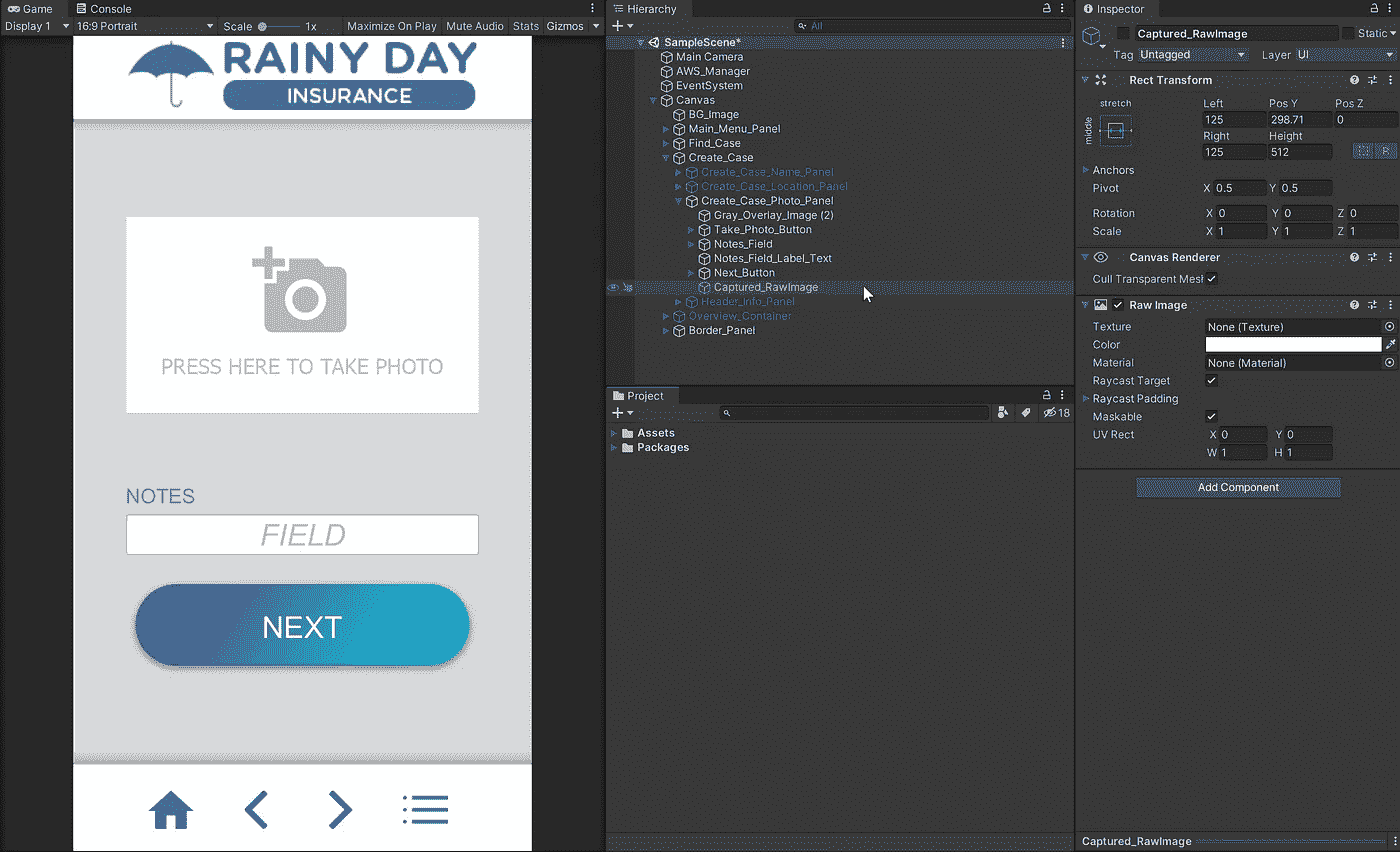 Game
Console
Display 1
16:9 Portrait
Scale
1x
Maximize On Play
Mute Audio
Stats
Gizmos
RAINY DAY
INSURANCE
PRESS HERE TO TAKE PHOTO
NOTES
FIELD
NEXT
Hierarchy
All
SampleScene*
Main Camera
AWS_Manager
EventSystem
Canvas
BG_Image
Main_Menu_Panel
Find_Case
Create_Case
Create_Case_Name_Panel
Create_Case_Location_Panel
Create_Case_Photo_Panel
Gray_Overlay_Image (2)
Take_Photo_Button
Notes_Field
Notes_Field_Label_Text
Next_Button
Captured_RawImage
Header_Info_Panel
Overview_Container
Border_Panel
Project
18
Assets
Packages
Inspector
Captured_RawImage
Static
Tag Untagged Layer UI
Rect Transform
stretch
middle
Left Pos Y Pos Z
125 298.71 0
Right Height
125 512
R
Anchors
Pivot X 0.5 Y 0.5
Rotation X 0 Y 0 Z 0
Scale X 1 Y 1 Z 1
Canvas Renderer
Cull Transparent Mesl
Raw Image
Texture None (Texture)
Color
Material None (Material)
Raycast Target
Raycast Padding
Maskable
UV Rect X 0 Y 0
W 1 H 1
Add Component
Captured_RawImage